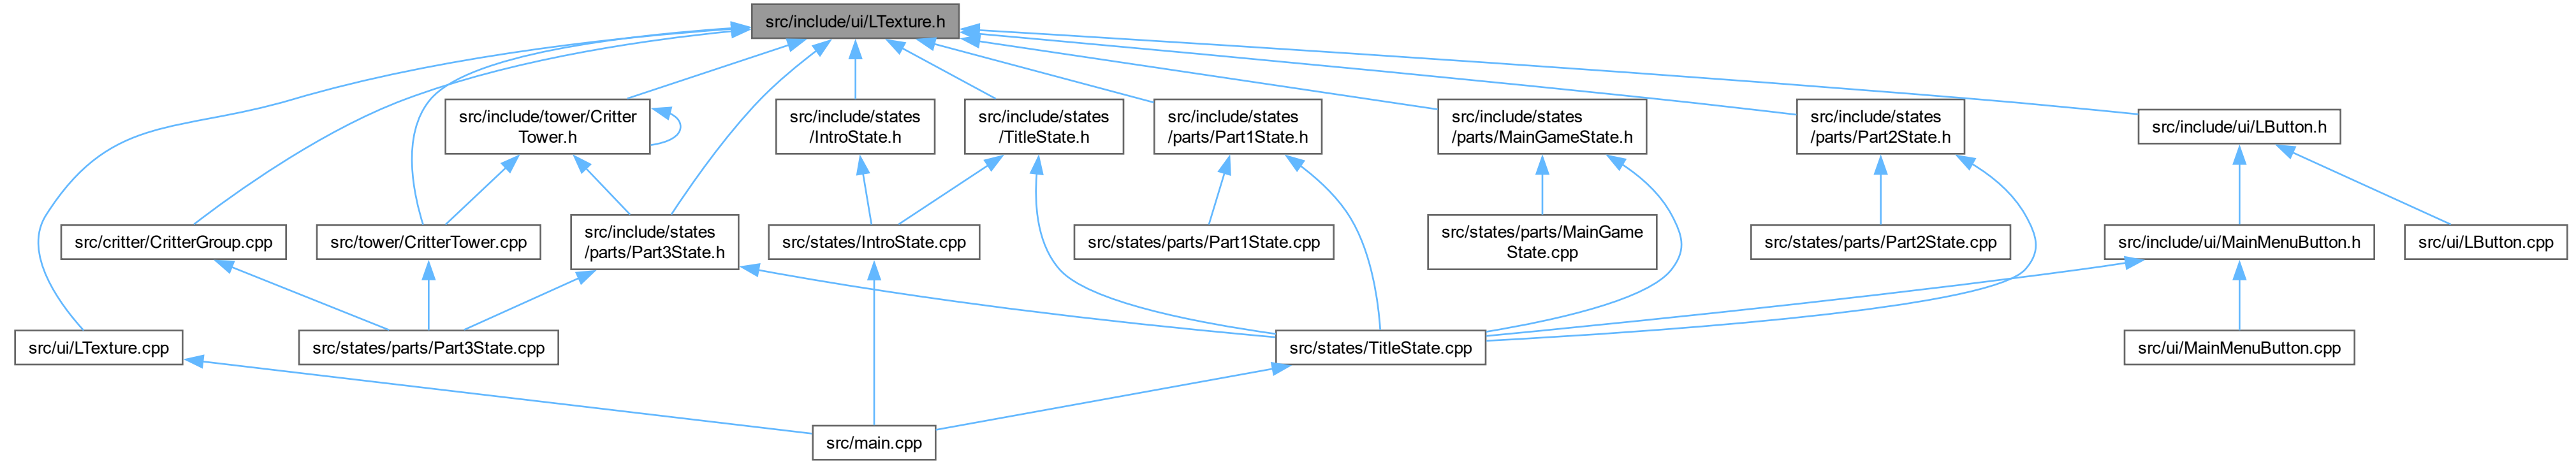 src/include/ui/LTexture.h
src/include/tower/Critter
Tower.h
src/include/states
/IntroState.h
src/include/states
/TitleState.h
src/include/states
/parts/Part1State.h
src/include/states
/parts/MainGameState.h
src/include/states
/parts/Part2State.h
src/include/ui/LButton.h
src/critter/CritterGroup.cpp
src/tower/CritterTower.cpp
src/include/states
/parts/Part3State.h
src/states/IntroState.cpp
src/states/parts/Part1State.cpp
src/states/parts/MainGame
State.cpp
src/states/parts/Part2State.cpp
src/include/ui/MainMenuButton.h
src/ui/LButton.cpp
src/ui/LTexture.cpp
src/states/parts/Part3State.cpp
src/states/TitleState.cpp
src/ui/MainMenuButton.cpp
src/main.cpp